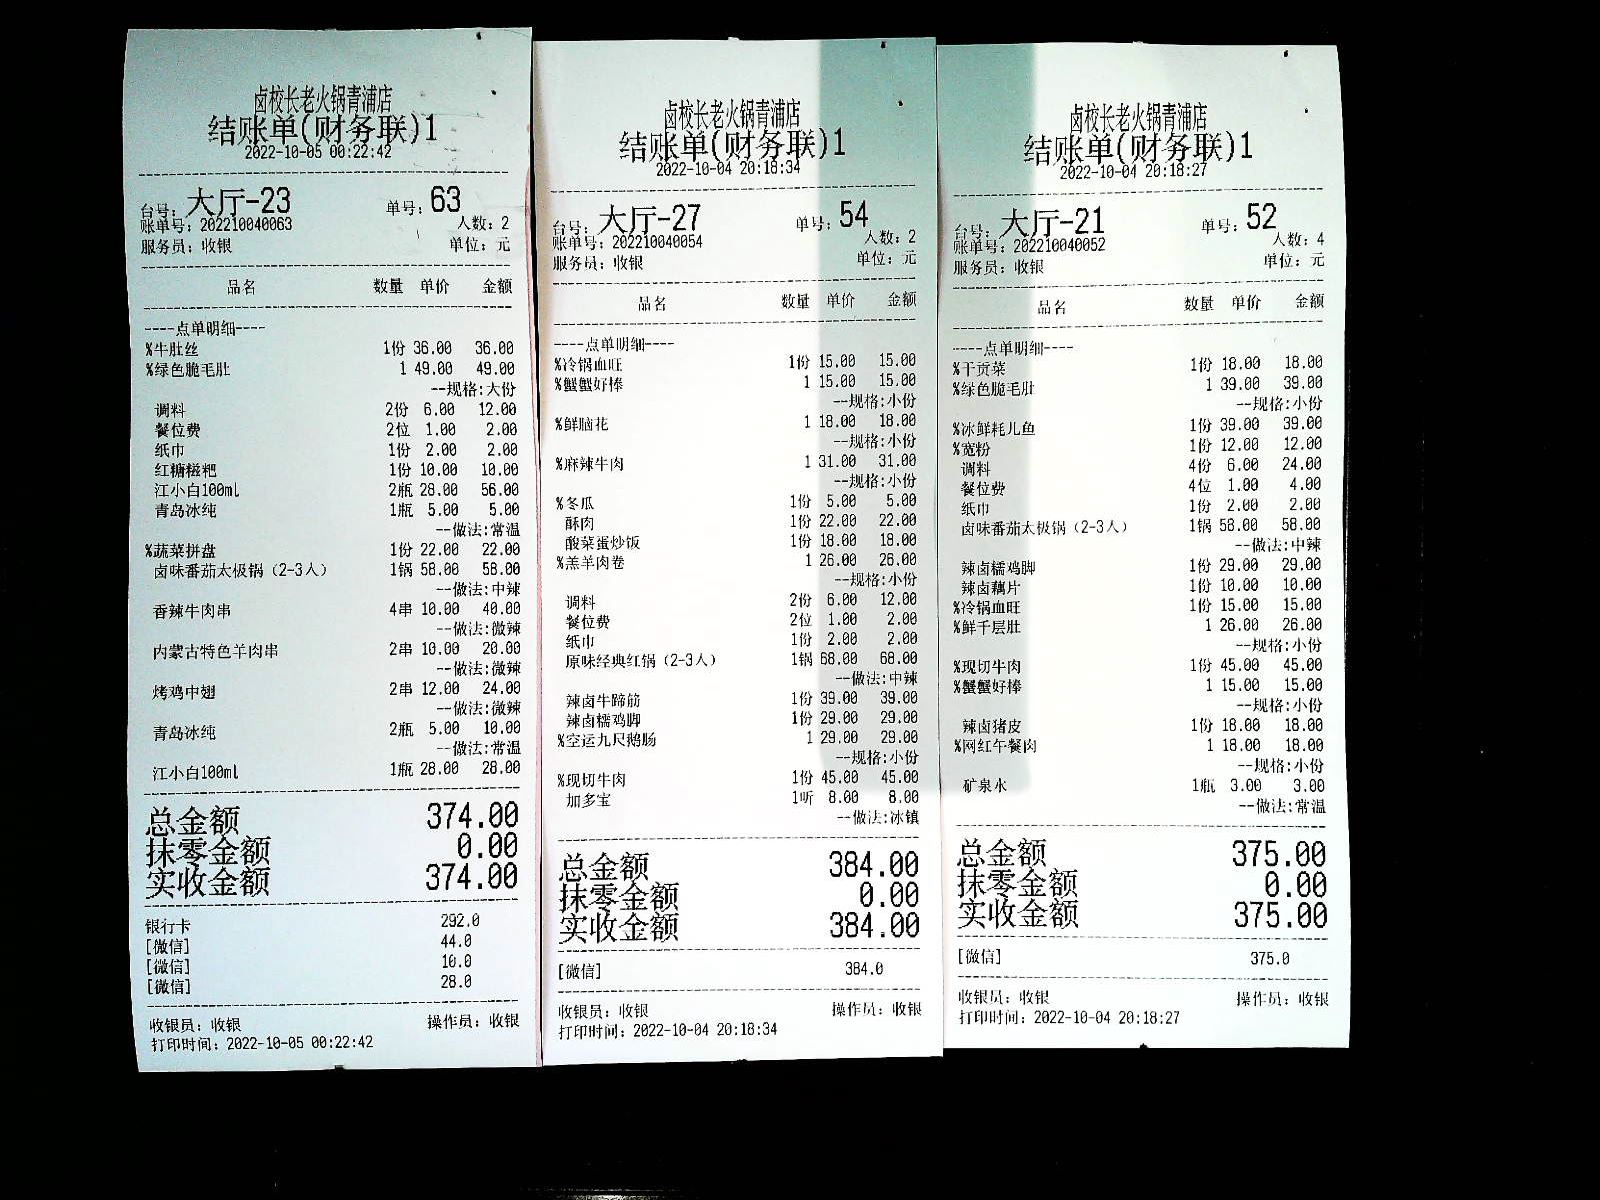 卤校长老火锅青浦店
结账单(财务联)1
2022-10-05 00:22:42
台号: 大厅-23 单号: 63
账单号: 202210040063 人数: 2
服务员: 收银 单位: 元
品名 数量 单价 金额
----点单明细----
%牛肚丝 1份 36.00 36.00
%绿色脆毛肚 1 49.00 49.00
--规格:大份
调料 2份 6.00 12.00
餐位费 2位 1.00 2.00
纸巾 1份 2.00 2.00
红糖糍粑 1份 10.00 10.00
江小白100ml 2瓶 28.00 56.00
青岛冰纯 1瓶 5.00 5.00
--做法:常温
%蔬菜拼盘 1份 22.00 22.00
卤味番茄太极锅（2-3人） 1锅 58.00 58.00
--做法:中辣
香辣牛肉串 4串 10.00 40.00
--做法:微辣
内蒙古特色羊肉串 2串 10.00 20.00
--做法:微辣
烤鸡中翅 2串 12.00 24.00
--做法:微辣
青岛冰纯 2瓶 5.00 10.00
--做法:常温
江小白100ml 1瓶 28.00 28.00
总金额 374.00
抹零金额 0.00
实收金额 374.00
银行卡 292.0
[微信] 44.0
[微信] 10.0
[微信] 28.0
收银员: 收银 操作员: 收银
打印时间: 2022-10-05 00:22:42
卤校长老火锅青浦店
结账单(财务联)1
2022-10-04 20:18:34
台号: 大厅-27 单号: 54
账单号: 202210040054 人数: 2
服务员: 收银 单位: 元
品名 数量 单价 金额
----点单明细----
%冷锅血旺 1份 15.00 15.00
%蟹蟹好棒 1 15.00 15.00
--规格:小份
%鲜脑花 1 18.00 18.00
--规格:小份
%麻辣牛肉 1 31.00 31.00
--规格:小份
%冬瓜 1份 5.00 5.00
酥肉 1份 22.00 22.00
酸菜蛋炒饭 1份 18.00 18.00
%羔羊肉卷 1 26.00 26.00
--规格:小份
调料 2份 6.00 12.00
餐位费 2位 1.00 2.00
纸巾 1份 2.00 2.00
原味经典红锅（2-3人） 1锅 68.00 68.00
--做法:中辣
辣卤牛蹄筋 1份 39.00 39.00
辣卤糯鸡脚 1份 29.00 29.00
%空运九尺鹅肠 1 29.00 29.00
--规格:小份
%现切牛肉 1份 45.00 45.00
加多宝 1听 8.00 8.00
--做法:冰镇
总金额 384.00
抹零金额 0.00
实收金额 384.00
[微信] 384.0
收银员: 收银 操作员: 收银
打印时间: 2022-10-04 20:18:34
卤校长老火锅青浦店
结账单(财务联)1
2022-10-04 20:18:27
台号: 大厅-21 单号: 52
账单号: 202210040052 人数: 4
服务员: 收银 单位: 元
品名 数量 单价 金额
----点单明细----
%干贡菜 1份 18.00 18.00
%绿色脆毛肚 1 39.00 39.00
--规格:小份
%冰鲜耗儿鱼 1份 39.00 39.00
%宽粉 1份 12.00 12.00
调料 4份 6.00 24.00
餐位费 4位 1.00 4.00
纸巾 1份 2.00 2.00
卤味番茄太极锅（2-3人） 1锅 58.00 58.00
--做法:中辣
辣卤糯鸡脚 1份 29.00 29.00
辣卤藕片 1份 10.00 10.00
%冷锅血旺 1份 15.00 15.00
%鲜千层肚 1 26.00 26.00
--规格:小份
%现切牛肉 1份 45.00 45.00
%蟹蟹好棒 1 15.00 15.00
--规格:小份
辣卤猪皮 1份 18.00 18.00
%网红午餐肉 1 18.00 18.00
--规格:小份
矿泉水 1瓶 3.00 3.00
--做法:常温
总金额 375.00
抹零金额 0.00
实收金额 375.00
[微信] 375.0
收银员: 收银 操作员: 收银
打印时间: 2022-10-04 20:18:27